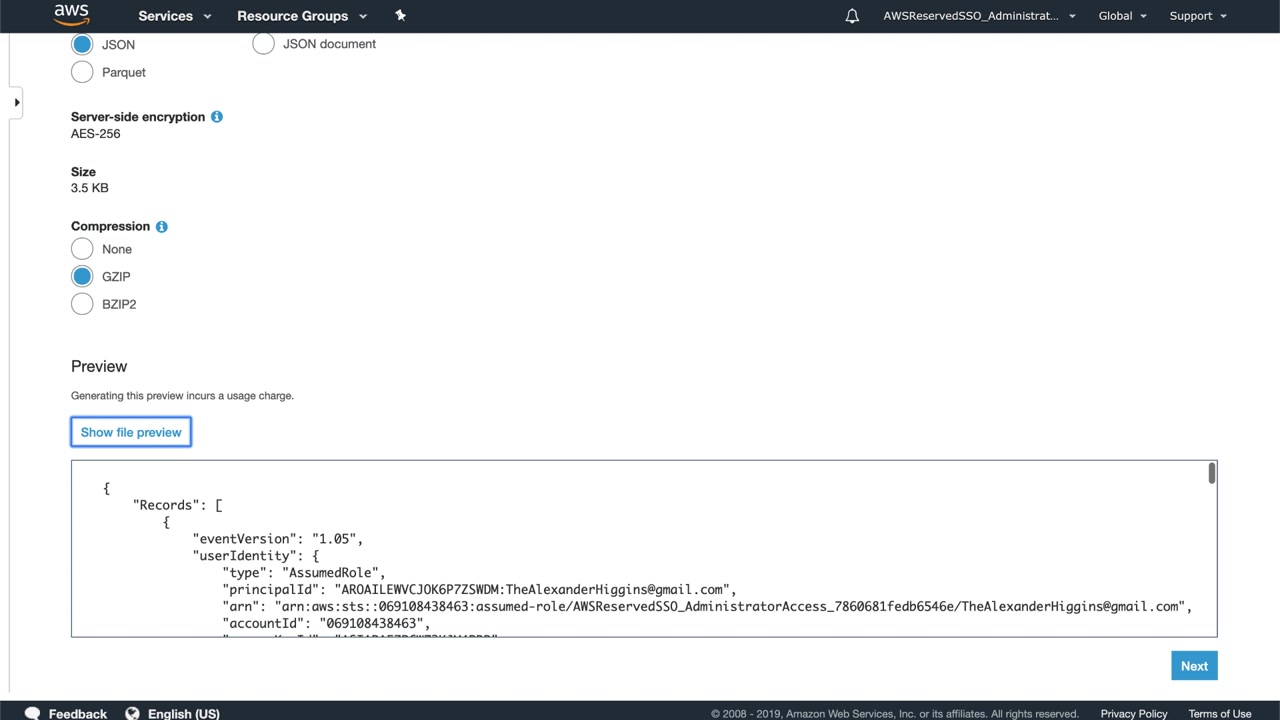 aws
Services
Resource Groups
AWSReservedSSO_Administrat...
Global
Support
JSON
JSON document
Parquet
Server-side encryption
AES-256
Size
3.5 KB
Compression
None
GZIP
BZIP2
Preview
Generating this preview incurs a usage charge.
Show file preview
{
"Records": [
{
"eventVersion": "1.05",
"userIdentity": {
"type": "AssumedRole",
"principalId": "AROAILEWVCJOK6P7ZSWDM:TheAlexanderHiggins@gmail.com",
"arn": "arn:aws:sts::069108438463:assumed-role/AWSReservedSSO_AdministratorAccess_7860681fedb6546e/TheAlexanderHiggins@gmail.com",
"accountId": "069108438463",
Next
Feedback
English (US)
© 2008 - 2019, Amazon Web Services, Inc. or its affiliates. All rights reserved.
Privacy Policy
Terms of Use